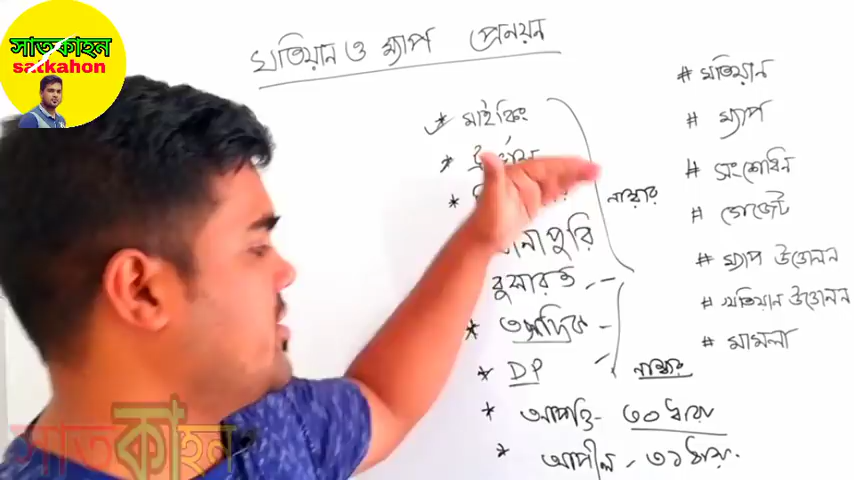 সাতকাহন
satkahon
খতিয়ান ও ম্যাপ প্রনয়ন
* মাইকিং
*
*
নাম্বার
পুরি
বুঝারত -
* তসদিক -
* DP
নাম্বার
* আপত্তি - ৩০ ধারা
* আপীল - ৩১ ধারা
# খতিয়ান
# ম্যাপ
# সংশোধন
# গেজেট
# ম্যাপ উত্তোলন
# খতিয়ান উত্তোলন
# মামলা
সাতকাহন